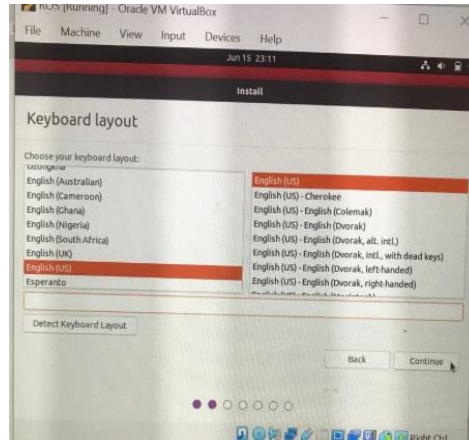 ROS [Running] - Oracle VM VirtualBox
File Machine View Input Devices Help
Jun 15 23:11
Install
Keyboard layout
Choose your keyboard layout:
Dzongkha
English (Australian)
English (Cameroon)
English (Ghana)
English (Nigeria)
English (South Africa)
English (UK)
English (US)
Esperanto
English (US)
English (US) - Cherokee
English (US) - English (Colemak)
English (US) - English (Dvorak)
English (US) - English (Dvorak, alt. intl.)
English (US) - English (Dvorak, intl., with dead keys)
English (US) - English (Dvorak, left-handed)
English (US) - English (Dvorak, right-handed)
Detect Keyboard Layout
Back Continue
Right Ctrl